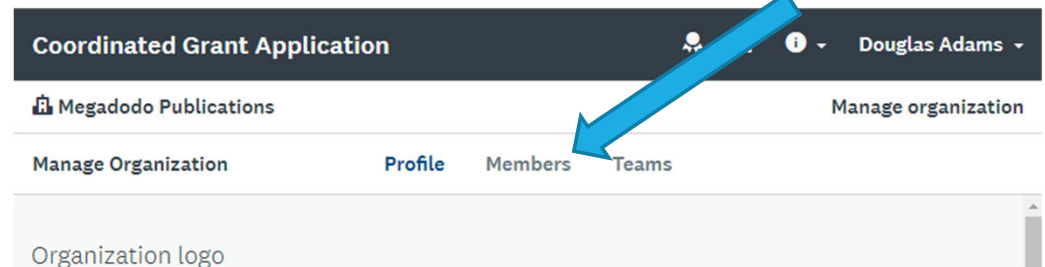 Coordinated Grant Application Douglas Adams
Megadodo Publications Manage organization
Manage Organization Profile Members Teams
Organization logo